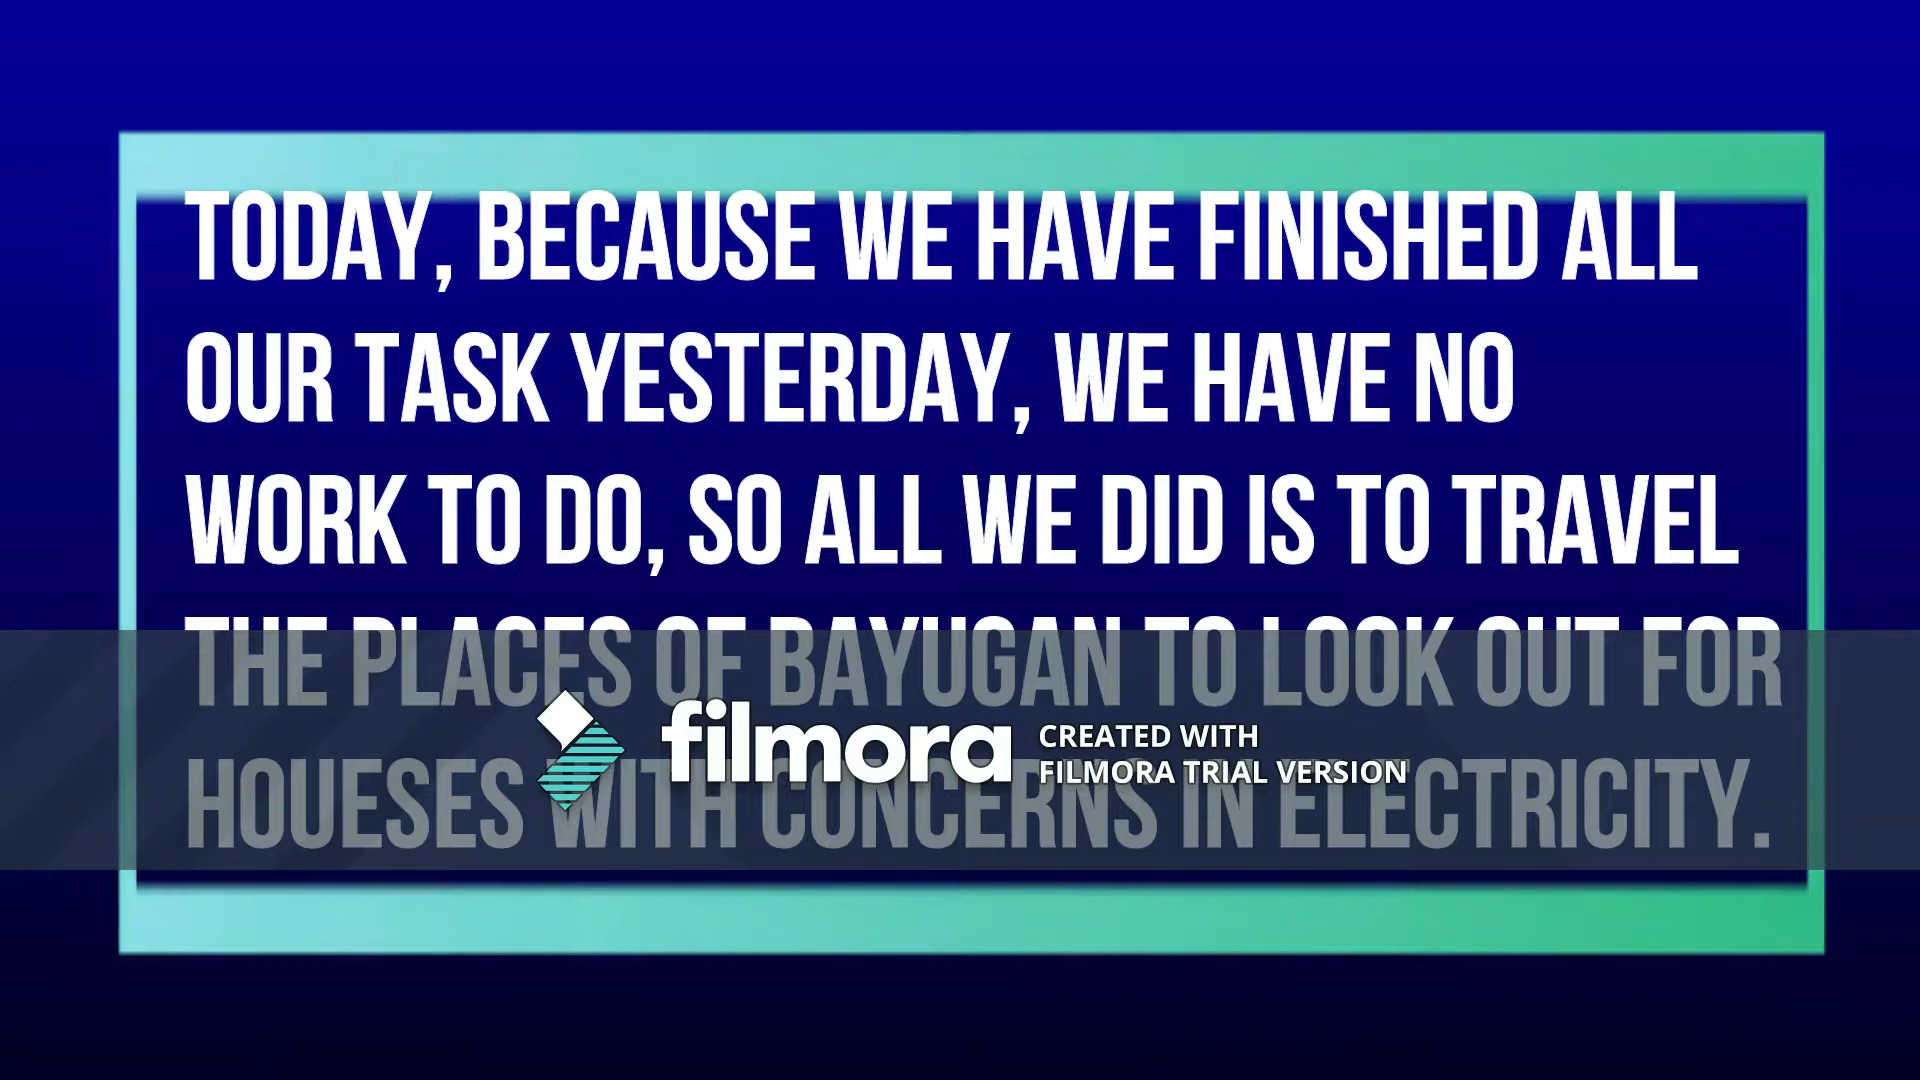 TODAY, BECAUSE WE HAVE FINISHED ALL
OUR TASK YESTERDAY, WE HAVE NO
WORK TO DO, SO ALL WE DID IS TO TRAVEL
THE PLACES OF BAYUGAN TO LOOK OUT FOR
HOUESES WITH CONCERNS IN ELECTRICITY.
filmora
CREATED WITH
FILMORA TRIAL VERSION